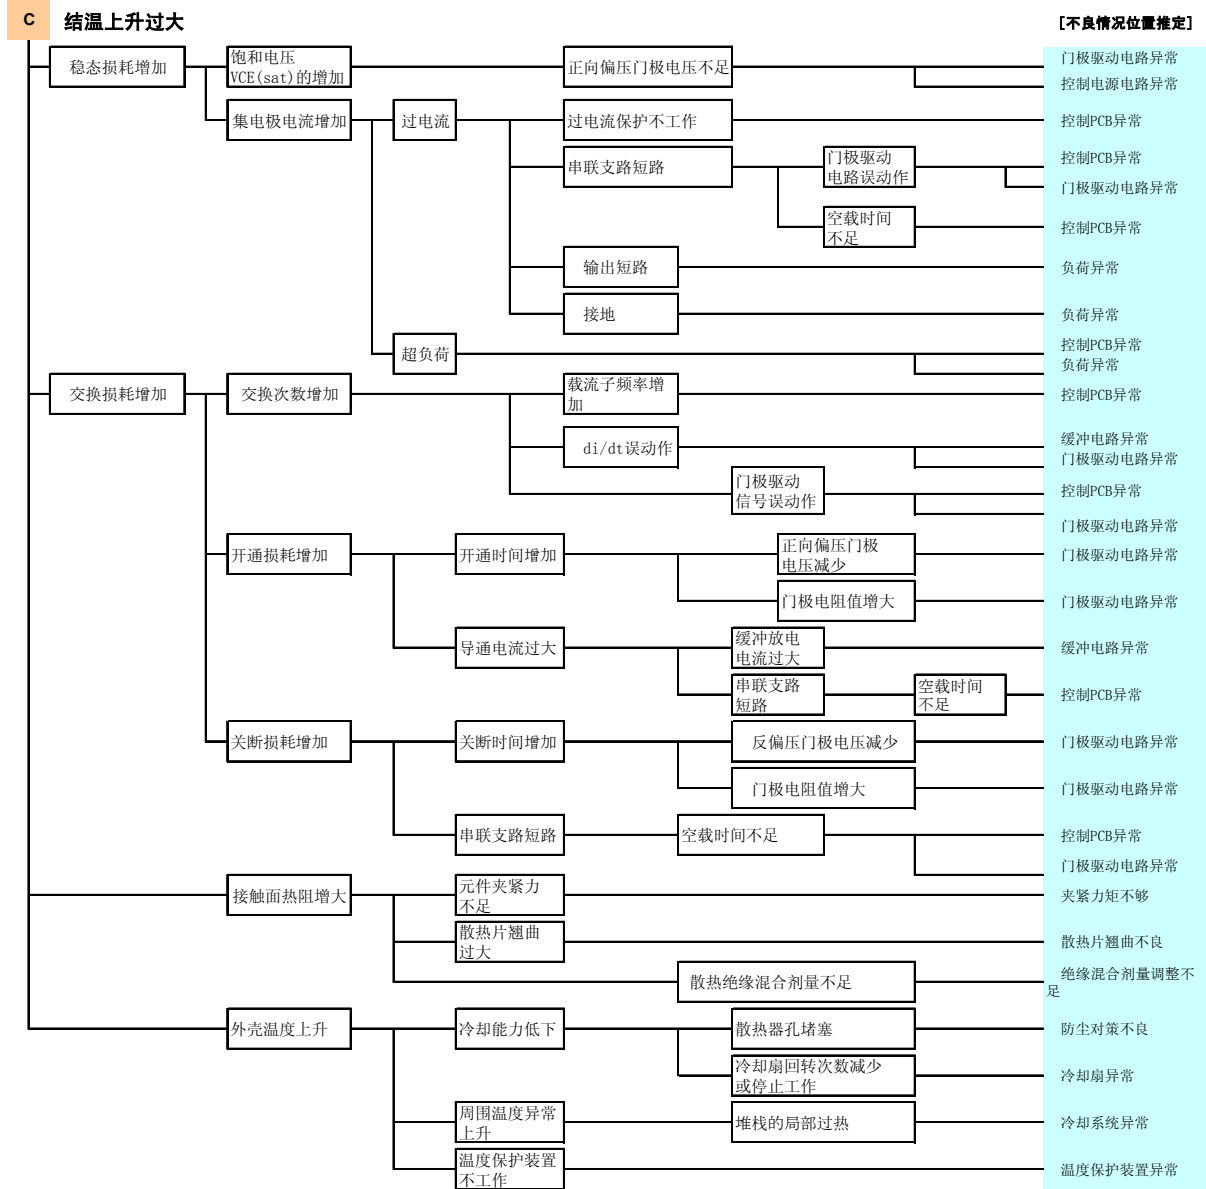 C
结温上升过大
[不良情况位置推定]
稳态损耗增加
饱和电压
VCE(sat)的增加
正向偏压门极电压不足
门极驱动电路异常
控制电源电路异常
集电极电流增加
过电流
过电流保护不工作
控制PCB异常
串联支路短路
门极驱动
电路误动作
控制PCB异常
门极驱动电路异常
空载时间
不足
控制PCB异常
输出短路
负荷异常
接地
负荷异常
超负荷
控制PCB异常
负荷异常
交换损耗增加
交换次数增加
载流子频率增
加
控制PCB异常
di/dt误动作
缓冲电路异常
门极驱动电路异常
门极驱动
信号误动作
控制PCB异常
门极驱动电路异常
开通损耗增加
开通时间增加
正向偏压门极
电压减少
门极驱动电路异常
门极电阻值增大
门极驱动电路异常
导通电流过大
缓冲放电
电流过大
缓冲电路异常
串联支路
短路
空载时间
不足
控制PCB异常
关断损耗增加
关断时间增加
反偏压门极电压减少
门极驱动电路异常
门极电阻值增大
门极驱动电路异常
串联支路短路
空载时间不足
控制PCB异常
门极驱动电路异常
接触面热阻增大
元件夹紧力
不足
夹紧力矩不够
散热片翘曲
过大
散热片翘曲不良
散热绝缘混合剂量不足
绝缘混合剂量调整不
足
外壳温度上升
冷却能力低下
散热器孔堵塞
防尘对策不良
冷却扇回转次数减少
或停止工作
冷却扇异常
周围温度异常
上升
堆栈的局部过热
冷却系统异常
温度保护装置
不工作
温度保护装置异常